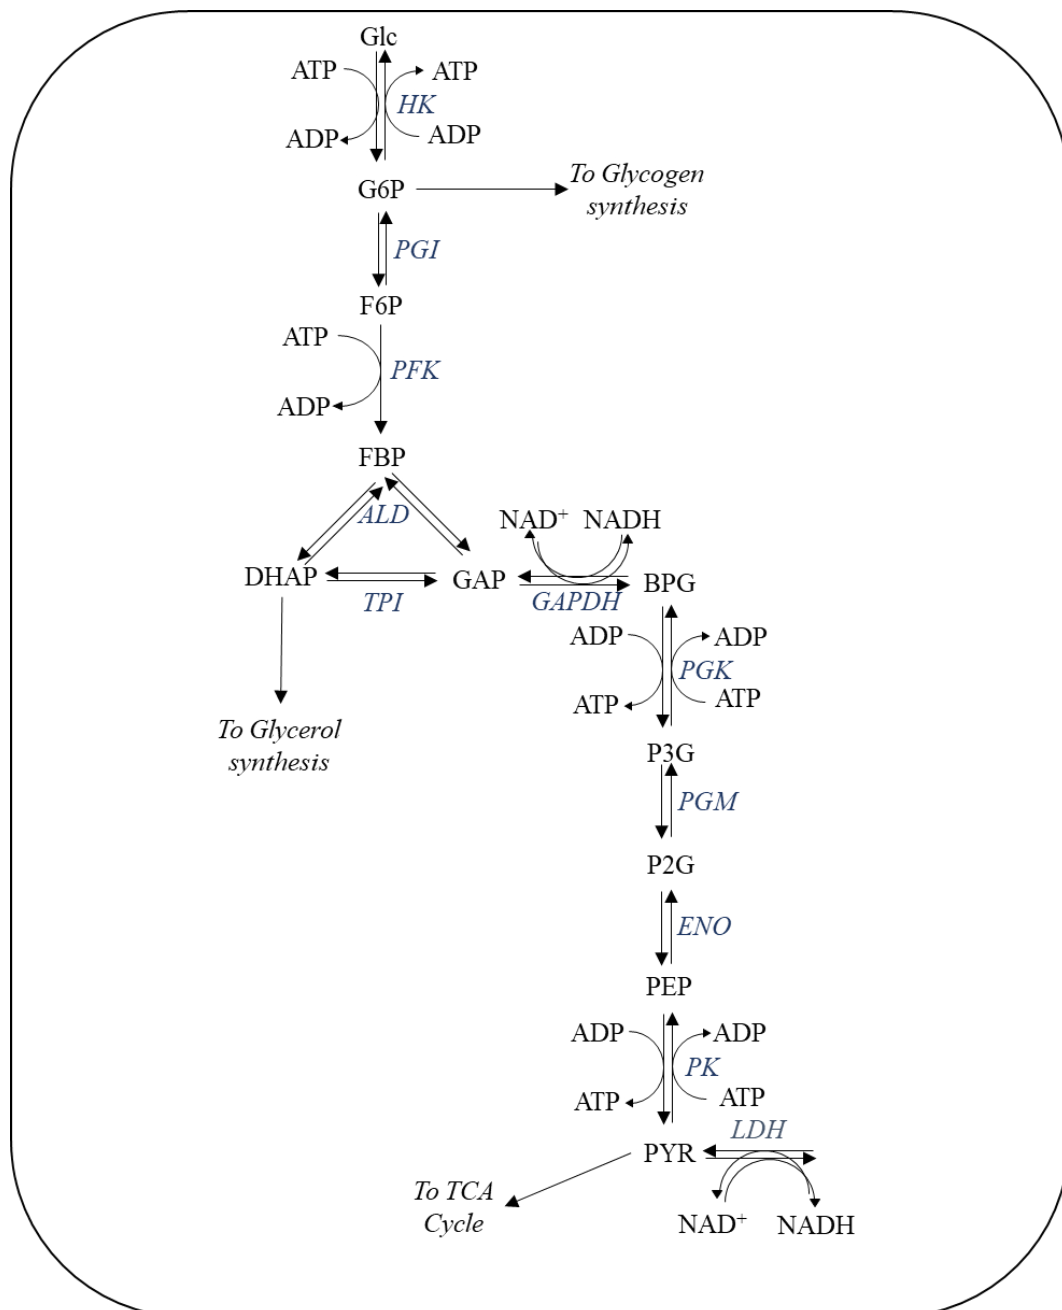 Glc
ATP
ATP
HK
ADP
ADP
G6P
To Glycogen
synthesis
PGI
F6P
ATP
PFK
ADP
FBP
ALD
NAD⁺ NADH
DHAP
GAP
BPG
TPI
GAPDH
ADP
ADP
PGK
ATP
ATP
To Glycerol
synthesis
P3G
PGM
P2G
ENO
PEP
ADP
ADP
PK
ATP
ATP
LDH
PYR
To TCA
Cycle
NAD⁺
NADH